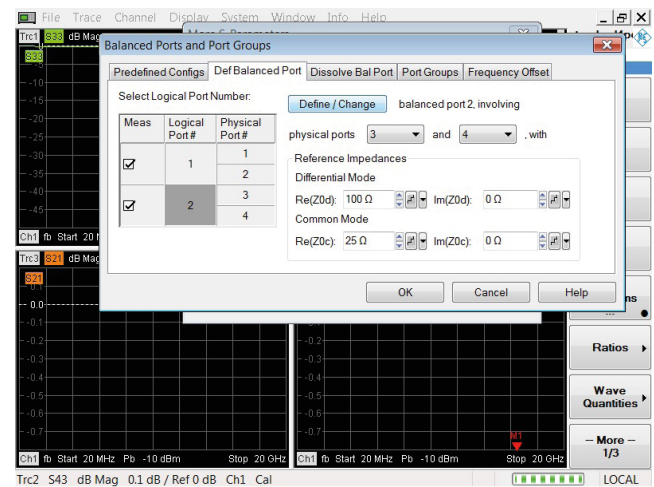 File Trace Channel Display System Window Info Help
Trc1 S33 dB Mag
S33
Balanced Ports and Port Groups
Predefined Configs Def Balanced Port Dissolve Bal Port Port Groups Frequency Offset
Select Logical Port Number:
Meas Logical Port# Physical Port#
1 1
2
2 3
4
Define / Change balanced port 2, involving
physical ports 3 and 4 , with
Reference Impedances
Differential Mode
Re(Z0d): 100 Ω Im(Z0d): 0 Ω
Common Mode
Re(Z0c): 25 Ω Im(Z0c): 0 Ω
OK Cancel Help
-10
-15
-20
-25
-30
-35
-40
-45
Ch1 fb Start 20
Trc3 S21 dB Mag
S21
0.1
0.0
-0.1
-0.2 -0.2
-0.3 -0.3
-0.4 -0.4
-0.5 -0.5
-0.6 -0.6
-0.7 -0.7
M1
Ch1 fb Start 20 MHz Pb -10 dBm Stop 20 GHz Ch1 fb Start 20 MHz Pb -10 dBm Stop 20 GHz
Ratios
Wave
Quantities
– More –
1/3
Trc2 S43 dB Mag 0.1 dB / Ref 0 dB Ch1 Cal LOCAL